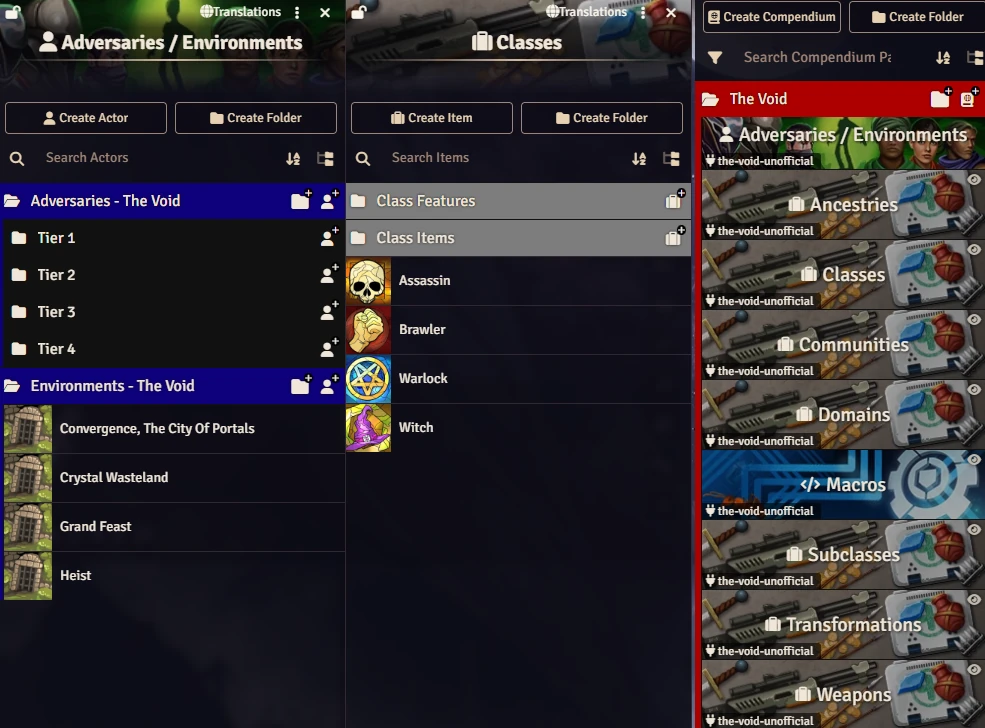 Translations
Adversaries / Environments
Create Actor
Create Folder
Search Actors
Adversaries - The Void
Tier 1
Tier 2
Tier 3
Tier 4
Environments - The Void
Convergence, The City Of Portals
Crystal Wasteland
Grand Feast
Heist
Translations
Classes
Create Item
Create Folder
Search Items
Class Features
Class Items
Assassin
Brawler
Warlock
Witch
Create Compendium
Create Folder
Search Compendium Pa
The Void
Adversaries / Environments
the-void-unofficial
Ancestries
the-void-unofficial
Classes
the-void-unofficial
Communities
the-void-unofficial
Domains
the-void-unofficial
</> Macros
the-void-unofficial
Subclasses
the-void-unofficial
Transformations
the-void-unofficial
Weapons
the-void-unofficial